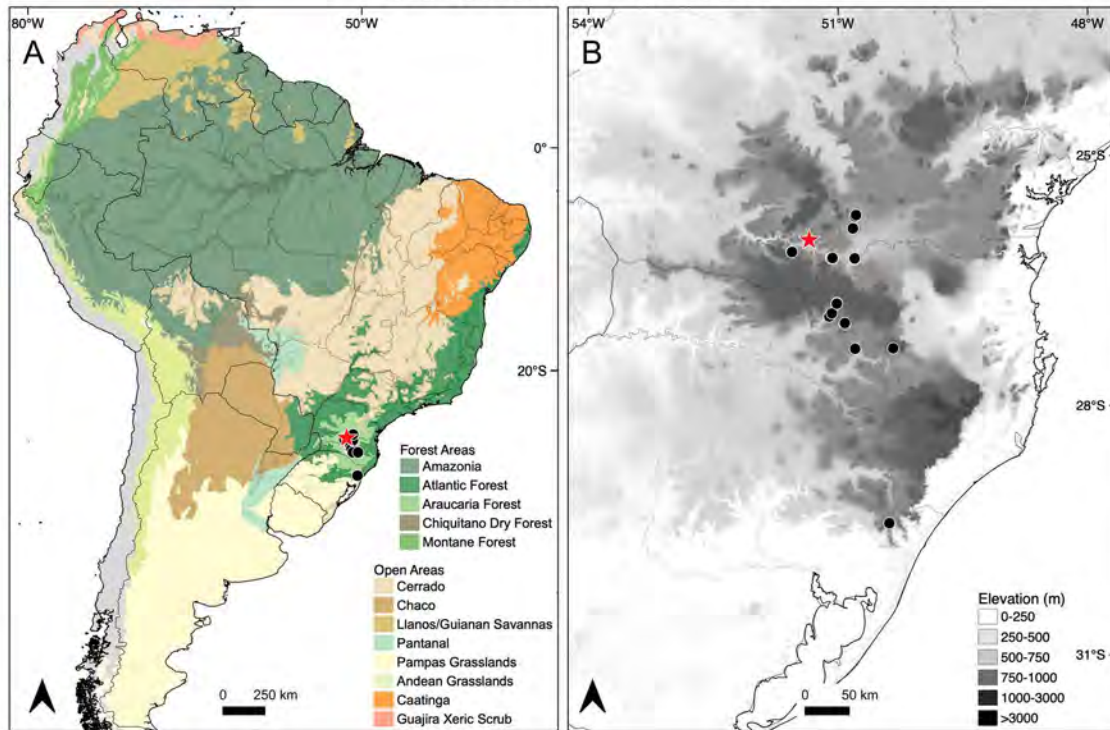 80°W
50°W
A
0°
20°S
Forest Areas
Amazonia
Atlantic Forest
Araucaria Forest
Chiquitano Dry Forest
Montane Forest
Open Areas
Cerrado
Chaco
Llanos/Guianan Savannas
Pantanal
Pampas Grasslands
Andean Grasslands
Caatinga
Guajira Xeric Scrub
0 250 km
54°W
51°W
48°W
B
25°S
28°S
31°S
Elevation (m)
0-250
250-500
500-750
750-1000
1000-3000
>3000
0 50 km